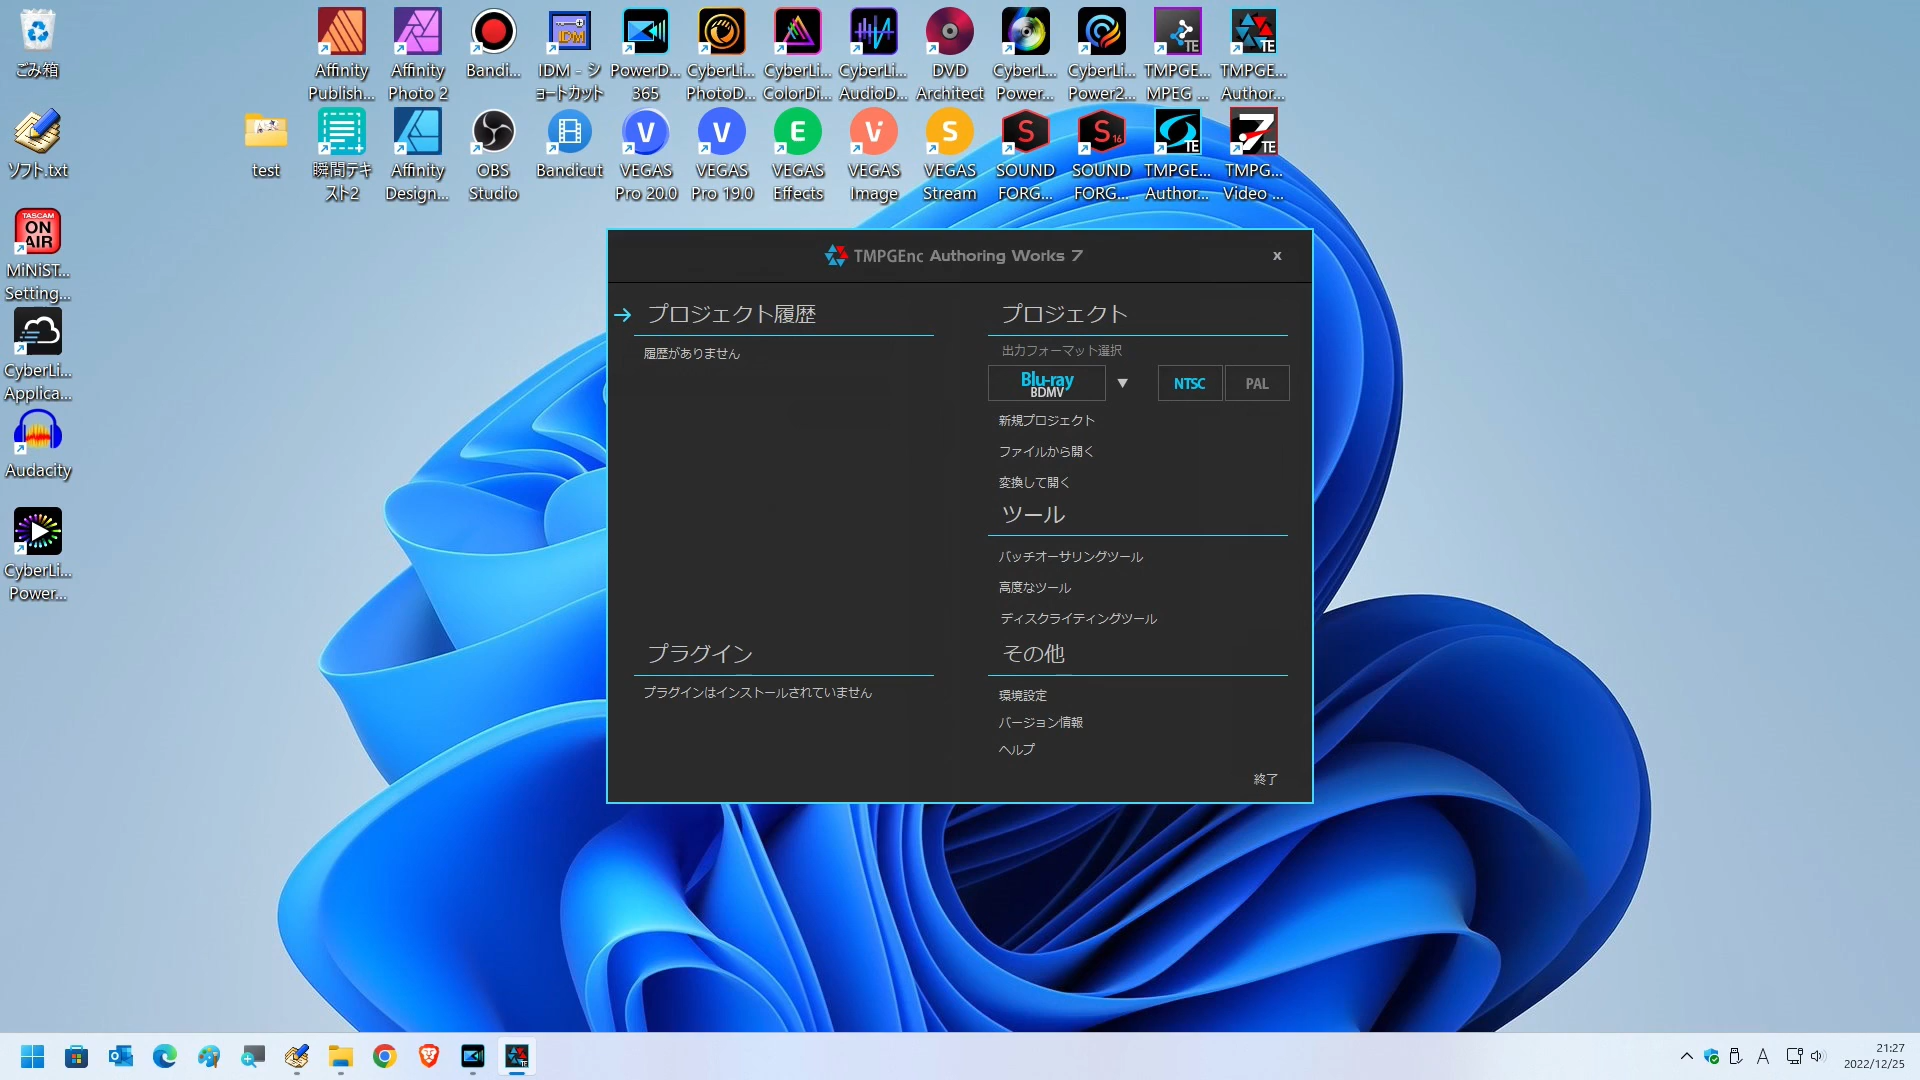 ごみ箱
Affinity
Publish...
Affinity
Photo 2
Bandi...
IDM - シ
ョートカット
PowerD...
365
CyberLi...
PhotoD...
CyberLi...
ColorDi...
CyberLi...
AudioD...
DVD
Architect
CyberL...
Power...
CyberLi...
Power2...
TMPGE...
MPEG ...
TMPGE...
Author...
ソフト.txt
test
瞬間テキ
スト2
Affinity
Design...
OBS
Studio
Bandicut
VEGAS
Pro 20.0
VEGAS
Pro 19.0
VEGAS
Effects
VEGAS
Image
VEGAS
Stream
SOUND
FORG...
SOUND
FORG...
TMPGE...
Author...
TMPG...
Video ...
TASCAM
ON
AIR
MiNiST...
Setting...
CyberLi...
Applica...
Audacity
CyberLi...
Power...
TMPGEnc Authoring Works 7
x
プロジェクト履歴
履歴がありません
プラグイン
プラグインはインストールされていません
プロジェクト
出力フォーマット選択
Blu-ray
BDMV
NTSC
PAL
新規プロジェクト
ファイルから開く
変換して開く
ツール
バッチオーサリングツール
高度なツール
ディスクライティングツール
その他
環境設定
バージョン情報
ヘルプ
終了
A
21:27
2022/12/25